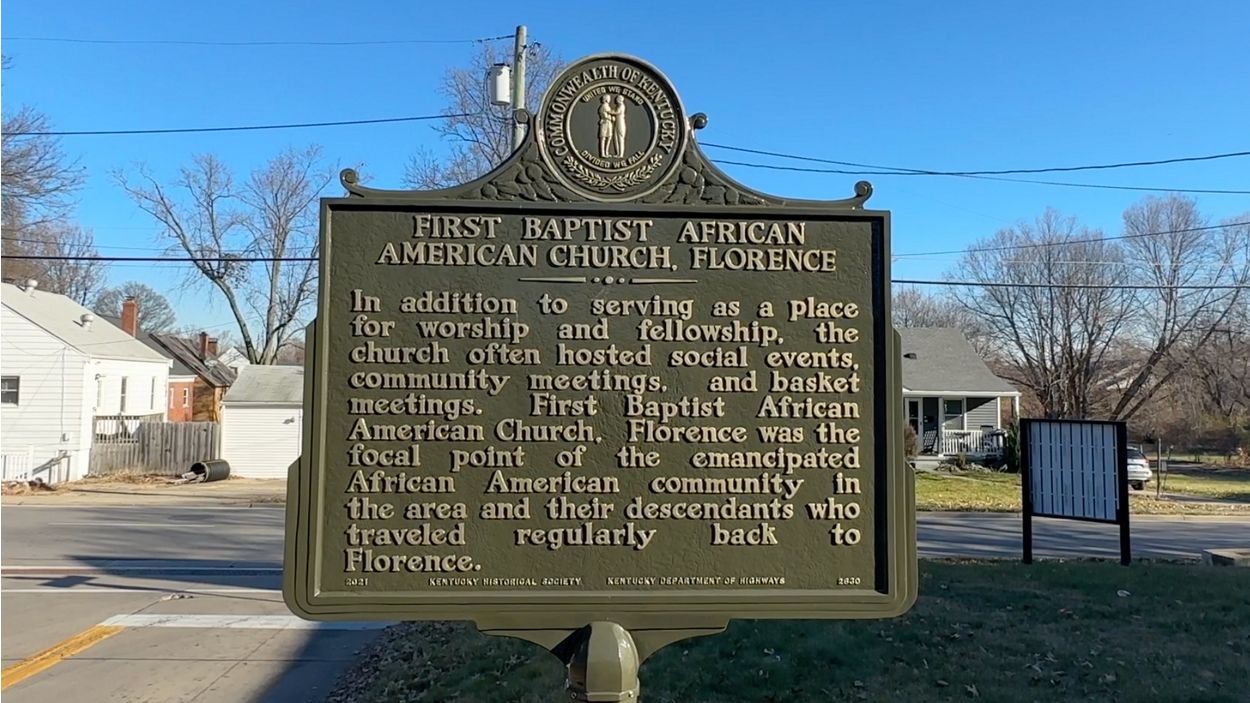 COMMONWEALTH OF KENTUCKY
UNITED WE STAND
DIVIDED WE FALL
FIRST BAPTIST AFRICAN
AMERICAN CHURCH, FLORENCE
In addition to serving as a place
for worship and fellowship, the
church often hosted social events,
community meetings, and basket
meetings. First Baptist African
American Church, Florence was the
focal point of the emancipated
African American community in
the area and their descendants who
traveled regularly back to
Florence.
2021 KENTUCKY HISTORICAL SOCIETY KENTUCKY DEPARTMENT OF HIGHWAYS 2630